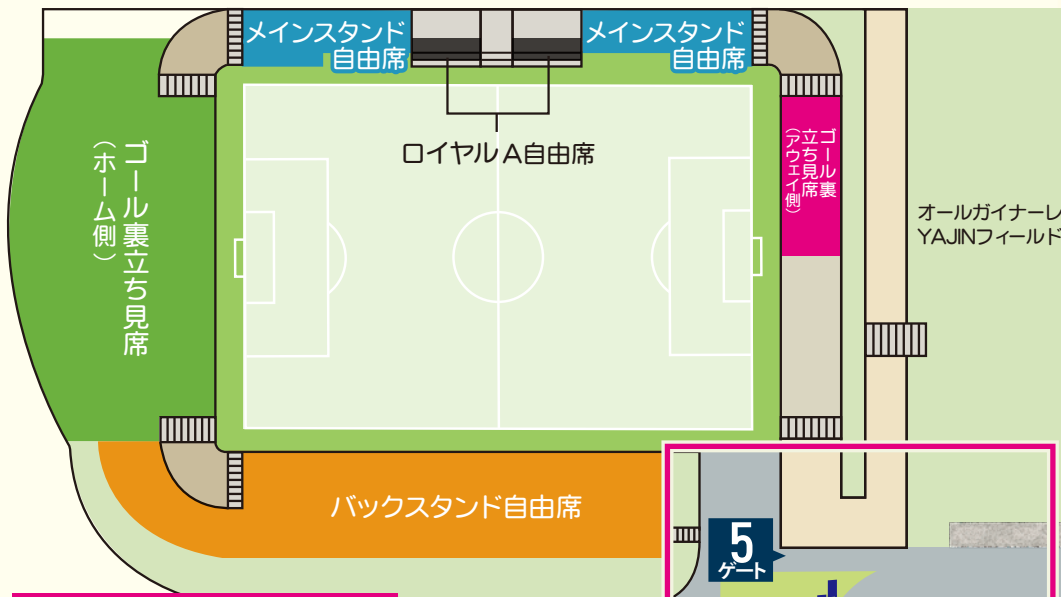 メインスタンド
自由席
メインスタンド
自由席
ロイヤルA自由席
ゴール裏立ち見席
（ホーム側）
ゴール裏
立ち見席
（アウェイ側）
オールガイナーレ
YAJINフィールド
バックスタンド自由席
5
ゲート